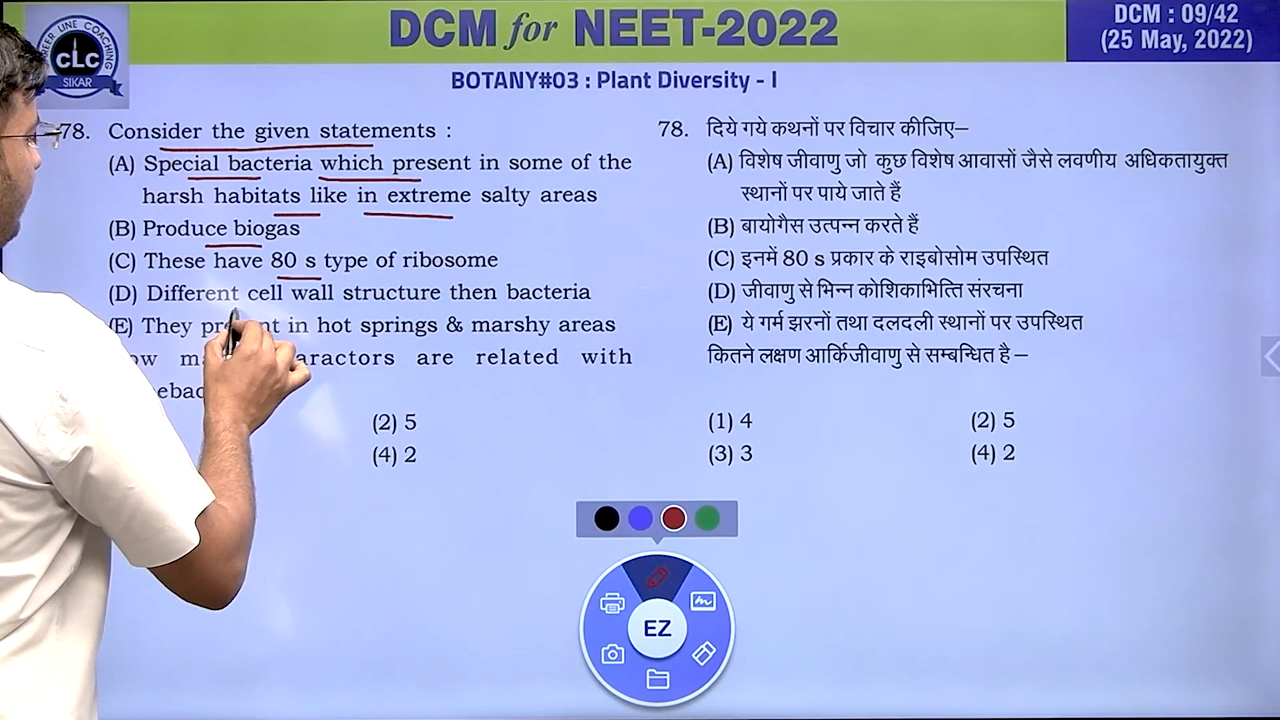 DCM for NEET-2022
DCM : 09/42
(25 May, 2022)
CAREER LINE COACHING
CLC
SIKAR
BOTANY#03 : Plant Diversity - I
78. Consider the given statements :
(A) Special bacteria which present in some of the
harsh habitats like in extreme salty areas
(B) Produce biogas
(C) These have 80 s type of ribosome
(D) Different cell wall structure then bacteria
(E) They present in hot springs & marshy areas
are related with
(2) 5
(4) 2
78. दिये गये कथनों पर विचार कीजिए–
(A) विशेष जीवाणु जो कुछ विशेष आवासों जैसे लवणीय अधिकतायुक्त
स्थानों पर पाये जाते हैं
(B) बायोगैस उत्पन्न करते हैं
(C) इनमें 80 s प्रकार के राइबोसोम उपस्थित
(D) जीवाणु से भिन्न कोशिकाभित्ति संरचना
(E) ये गर्म झरनों तथा दलदली स्थानों पर उपस्थित
कितने लक्षण आर्किजीवाणु से सम्बन्धित है –
(1) 4
(2) 5
(3) 3
(4) 2
EZ